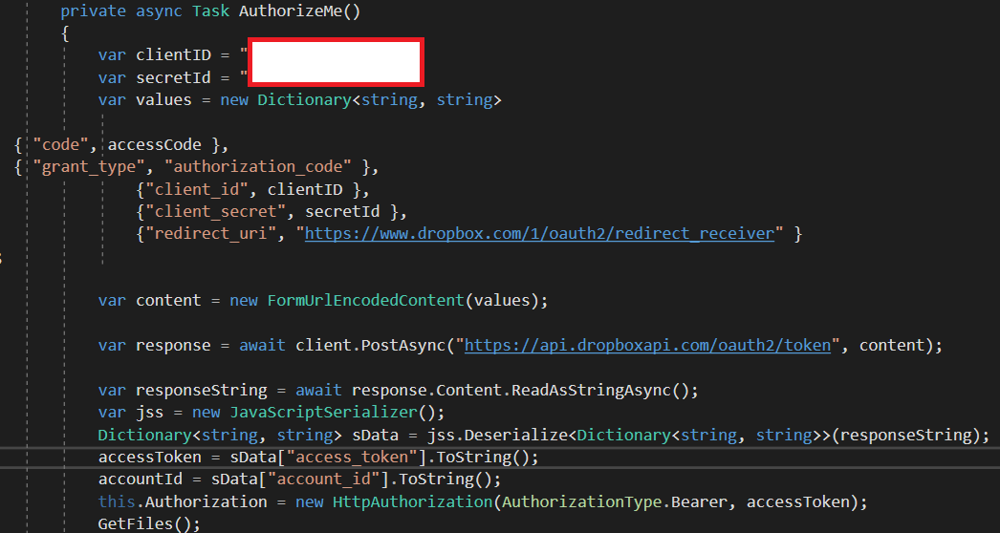 private async Task AuthorizeMe()
{
var clientID = "
var secretId = "
var values = new Dictionary<string, string>
{ "code", accessCode },
{ "grant_type", "authorization_code" },
{"client_id", clientID },
{"client_secret", secretId },
{"redirect_uri", "https://www.dropbox.com/1/oauth2/redirect_receiver" }
var content = new FormUrlEncodedContent(values);
var response = await client.PostAsync("https://api.dropboxapi.com/oauth2/token", content);
var responseString = await response.Content.ReadAsStringAsync();
var jss = new JavaScriptSerializer();
Dictionary<string, string> sData = jss.Deserialize<Dictionary<string, string>>(responseString);
accessToken = sData["access_token"].ToString();
accountId = sData["account_id"].ToString();
this.Authorization = new HttpAuthorization(AuthorizationType.Bearer, accessToken);
GetFiles();